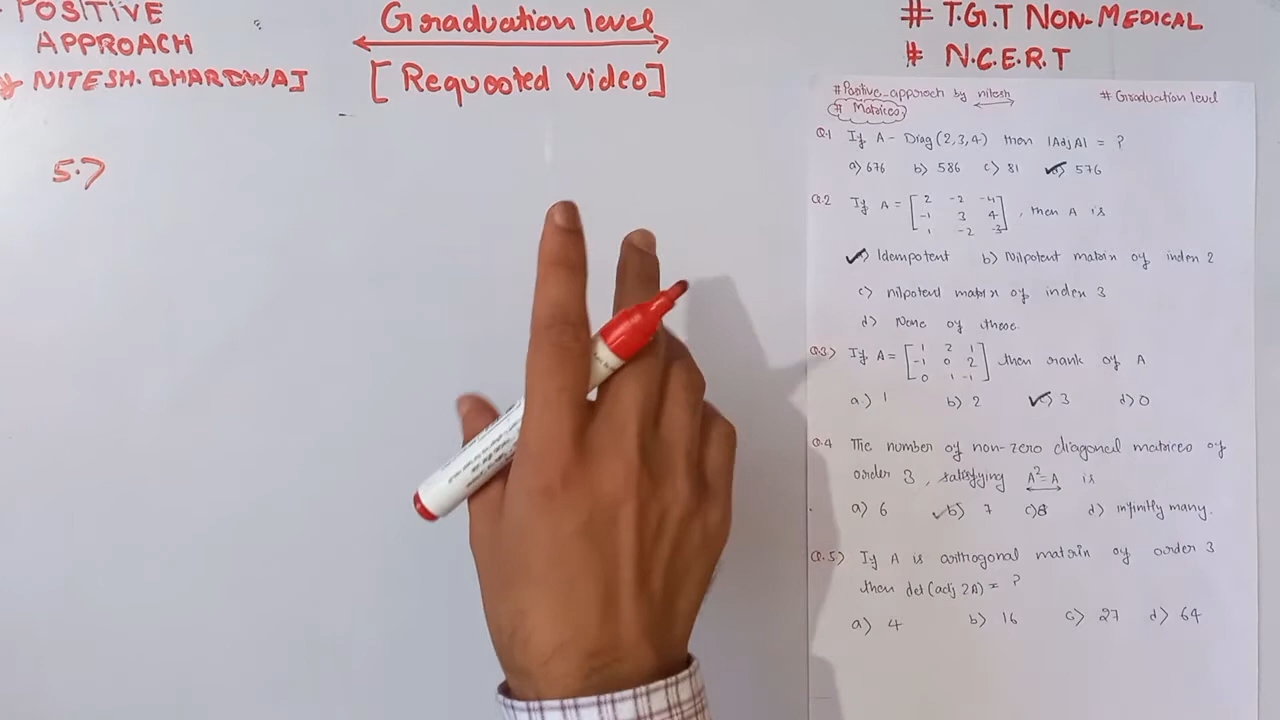 POSITIVE
APPROACH
* NITESH.BHARDWAJ
Graduation level
[Requested video]
# T.G.T NON-MEDICAL
# N.C.E.R.T
5.7
#Positive_approach by nitesh
# Graduation level
# Matrices
Q.1 If A - Diag (2,3,4) then |AdjA| = ?
a) 676 b) 586 c) 81 d) 576
Q.2 If A = [ 2 -2 -4
-1 3 4
1 -2 -3 ], then A is
a) Idempotent b) Nilpotent matrix of index 2
c) nilpotent matrix of index 3
d) None of these.
Q.3) If A = [ 1 2 1
-1 0 2
0 1 -1 ] then rank of A
a.) 1 b) 2 c) 3 d) 0
Q.4 The number of non-zero diagonal matrices of
order 3, satisfying A²=A is
a) 6 b) 7 c) 8 d) infinitly many.
Q.5) If A is orthogonal matrix of order 3
then det (adj 2A) = ?
a) 4 b) 16 c) 27 d) 64